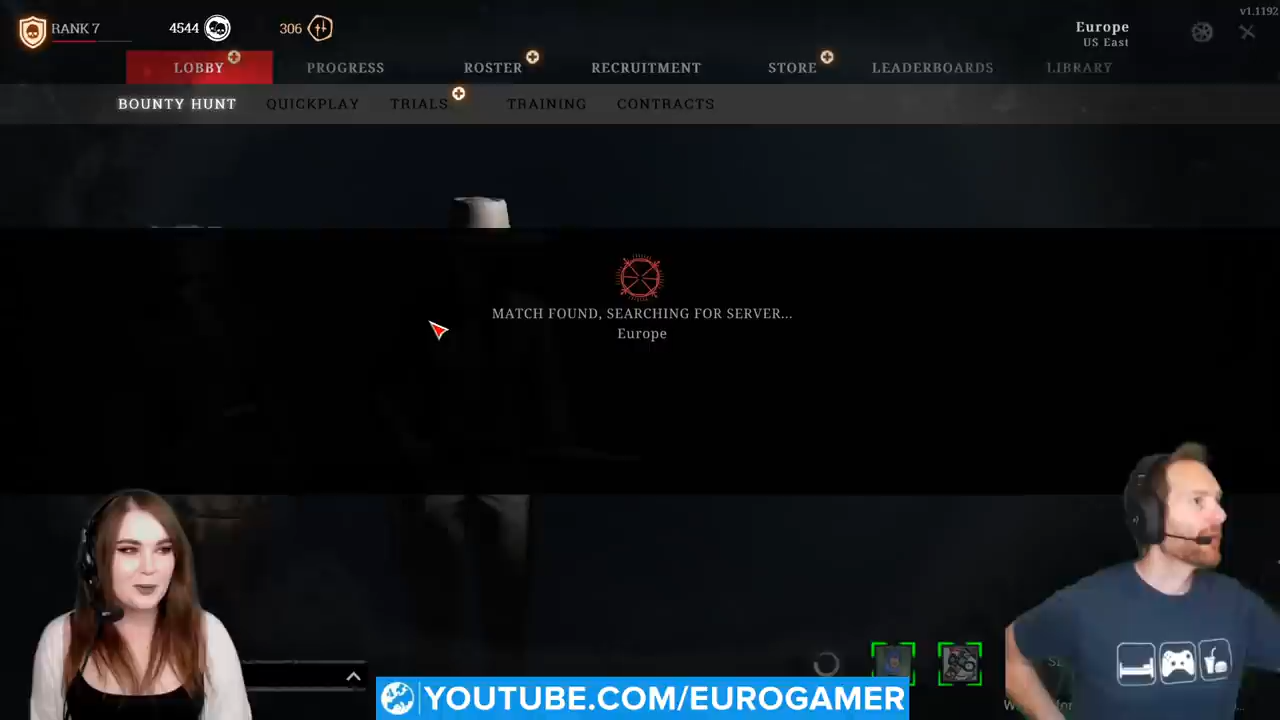 v1.1192
RANK 7
4544
306
Europe
US East
LOBBY
PROGRESS
ROSTER
RECRUITMENT
STORE
LEADERBOARDS
LIBRARY
BOUNTY HUNT
QUICKPLAY
TRIALS
TRAINING
CONTRACTS
MATCH FOUND, SEARCHING FOR SERVER...
Europe
YOUTUBE.COM/EUROGAMER